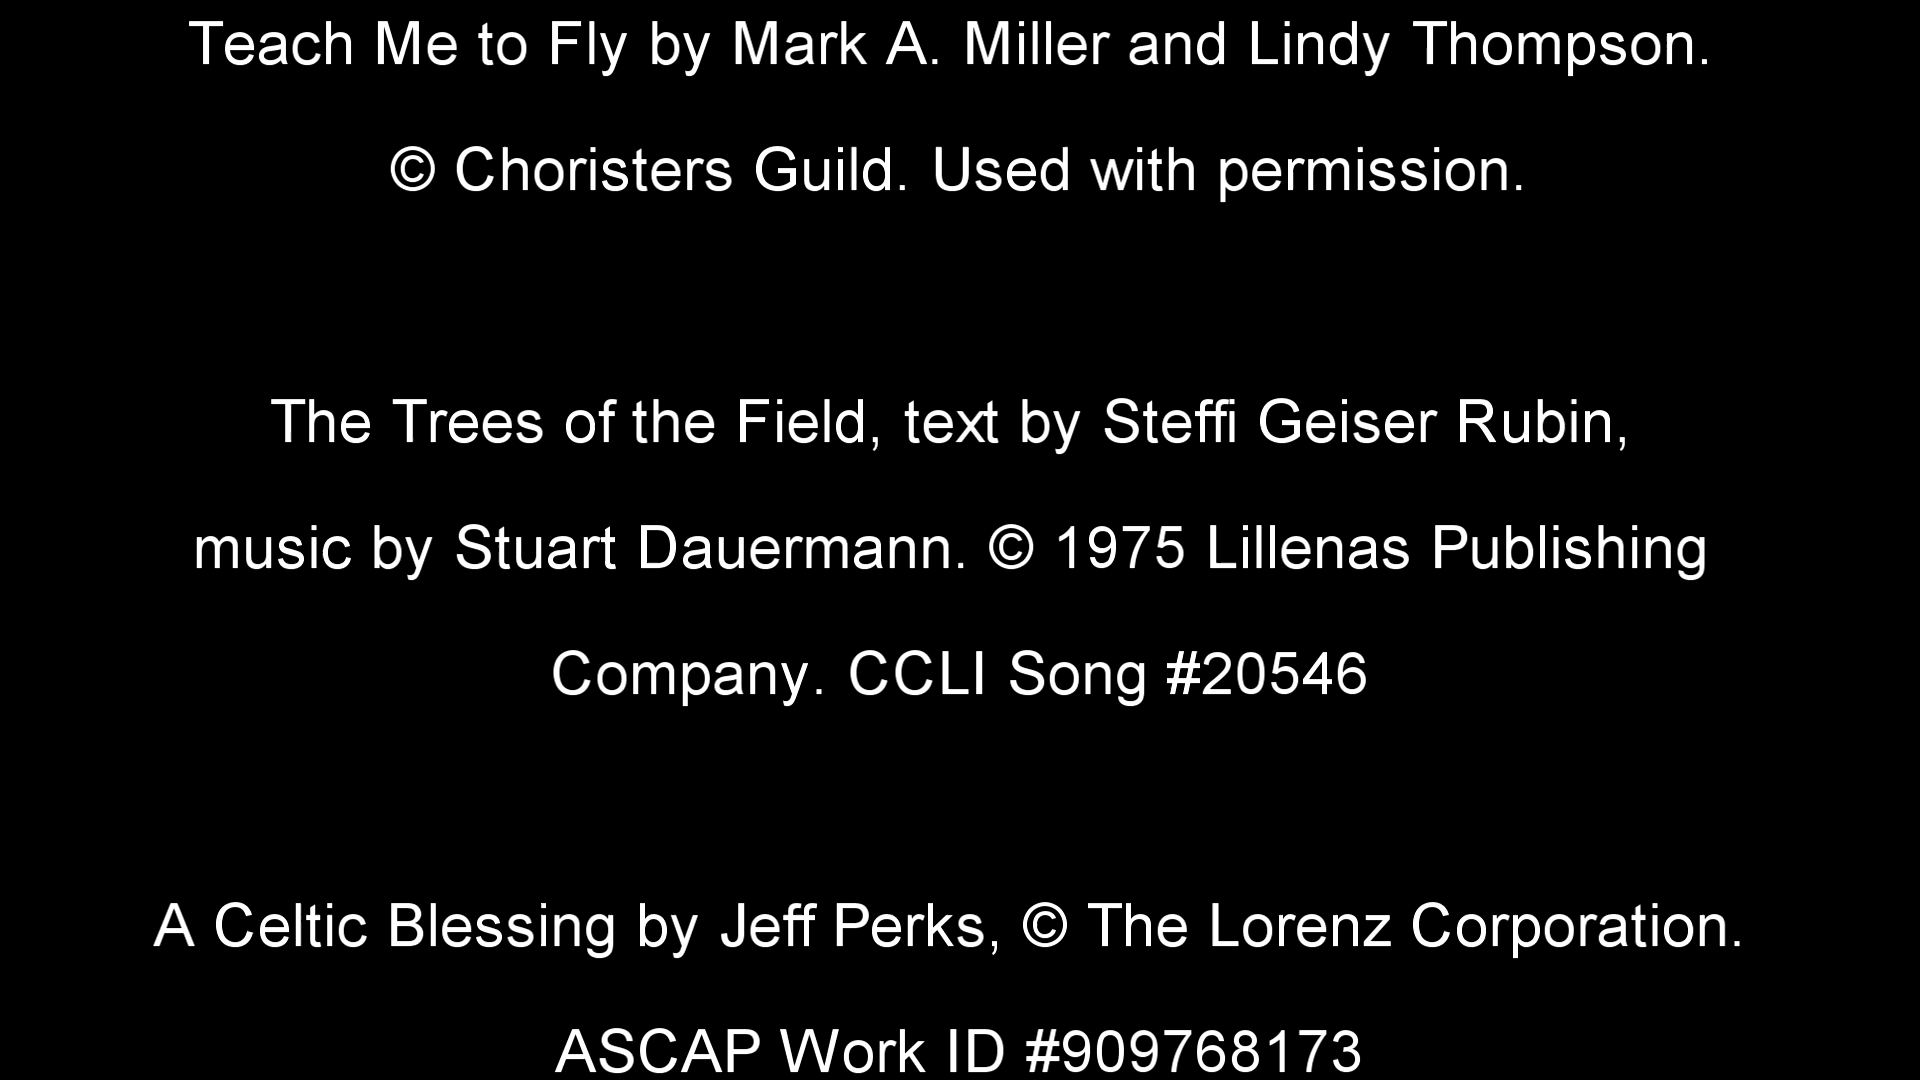 Teach Me to Fly by Mark A. Miller and Lindy Thompson.
© Choristers Guild. Used with permission.
The Trees of the Field, text by Steffi Geiser Rubin,
music by Stuart Dauermann. © 1975 Lillenas Publishing
Company. CCLI Song #20546
A Celtic Blessing by Jeff Perks, © The Lorenz Corporation.
ASCAP Work ID #909768173